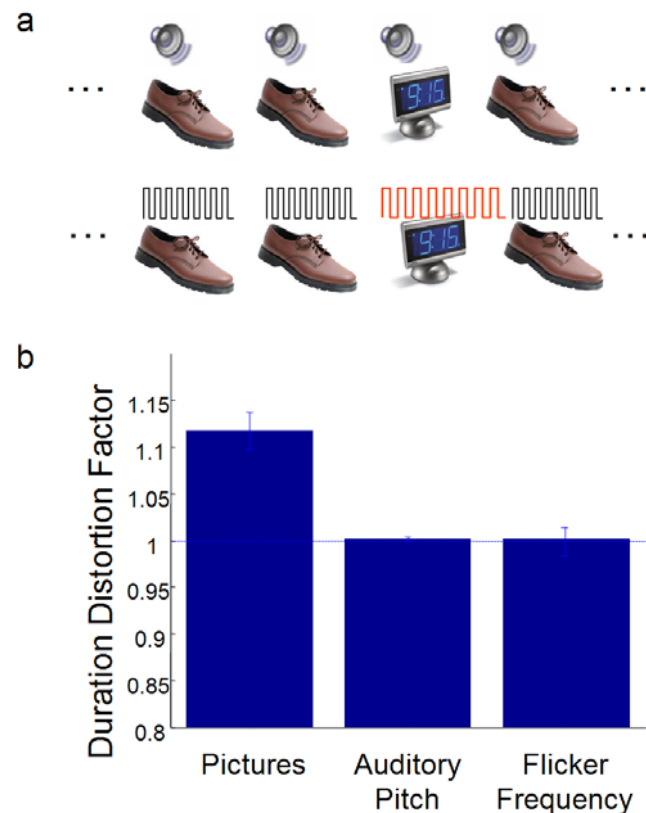 a
... ...
9:15
... ...
9:15
b
Duration Distortion Factor
1.15
1.1
1.05
1
0.95
0.9
0.85
0.8
Pictures Auditory Flicker
Pitch Frequency